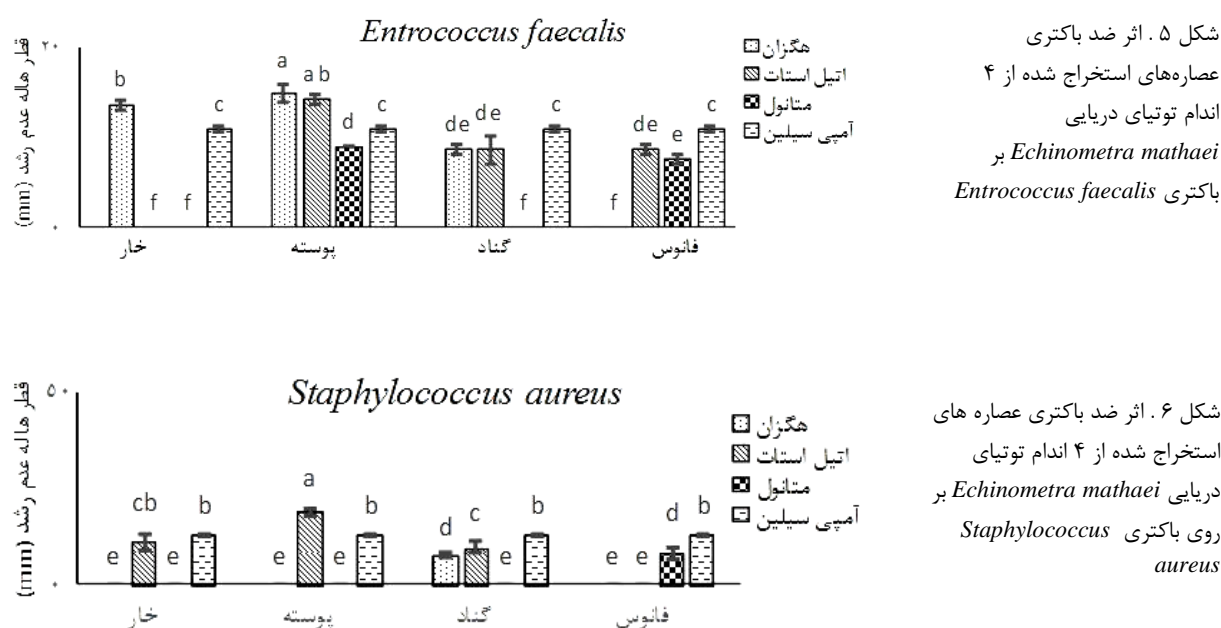 Entrococcus faecalis
قطر هاله عدم رشد (mm)
۲۰
۰
b
f
f
c
a
a b
d
c
de
de
f
c
f
de
e
c
خار
پوسته
گناد
فانوس
هگزان
اتیل استات
متانول
آمپی سیلین
شکل ۵ . اثر ضد باکتری
عصاره‌های استخراج شده از ۴
اندام توتیای دریایی
Echinometra mathaei بر
باکتری Entrococcus faecalis
Staphylococcus aureus
قطر هاله عدم رشد (mm)
۵۰
۰
e
cb
e
b
e
a
e
b
d
c
e
b
e
e
d
b
خار
پوسته
گناد
فانوس
هگزان
اتیل استات
متانول
آمپی سیلین
شکل ۶ . اثر ضد باکتری عصاره های
استخراج شده از ۴ اندام توتیای
دریایی Echinometra mathaei بر
روی باکتری Staphylococcus
aureus